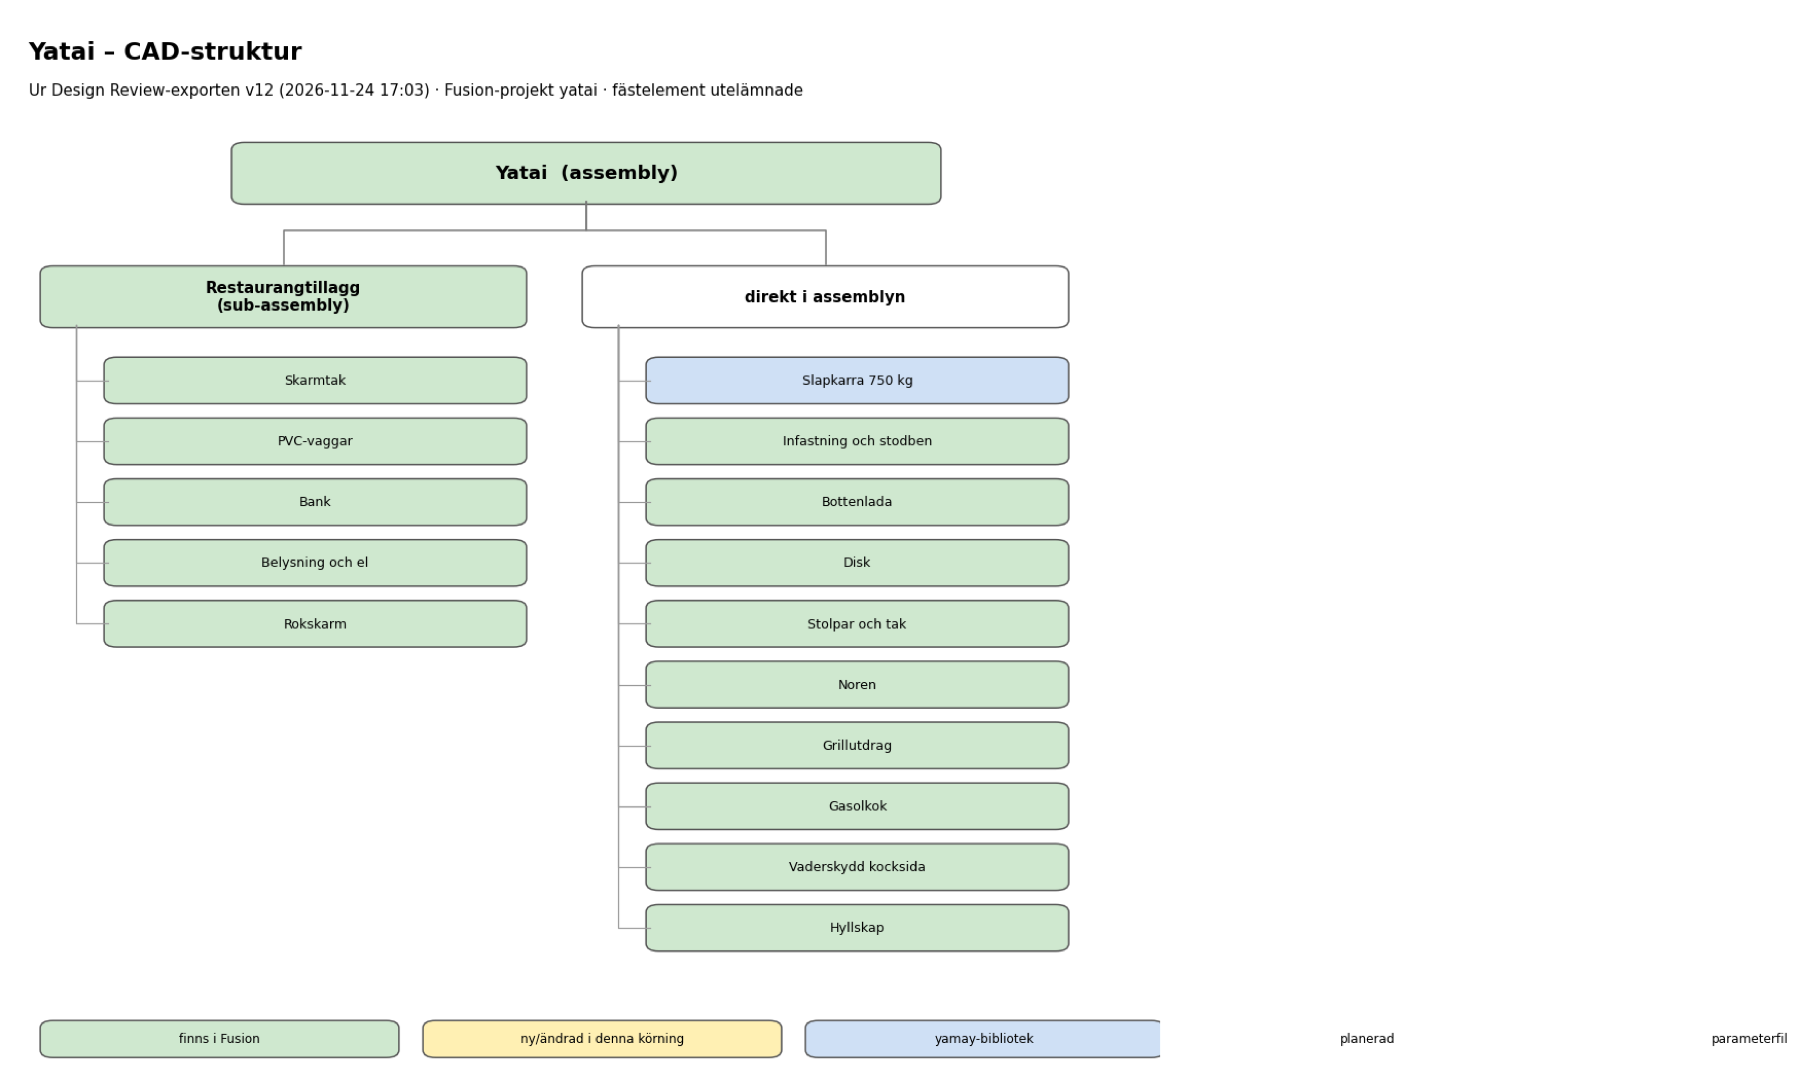 Yatai – CAD-struktur
Ur Design Review-exporten v12 (2026-11-24 17:03) · Fusion-projekt yatai · fästelement utelämnade
Yatai  (assembly)
Restaurangtillagg
(sub-assembly)
direkt i assemblyn
Skarmtak
PVC-vaggar
Bank
Belysning och el
Rokskarm
Slapkarra 750 kg
Infastning och stodben
Bottenlada
Disk
Stolpar och tak
Noren
Grillutdrag
Gasolkok
Vaderskydd kocksida
Hyllskap
finns i Fusion
ny/ändrad i denna körning
yamay-bibliotek
planerad
parameterfil